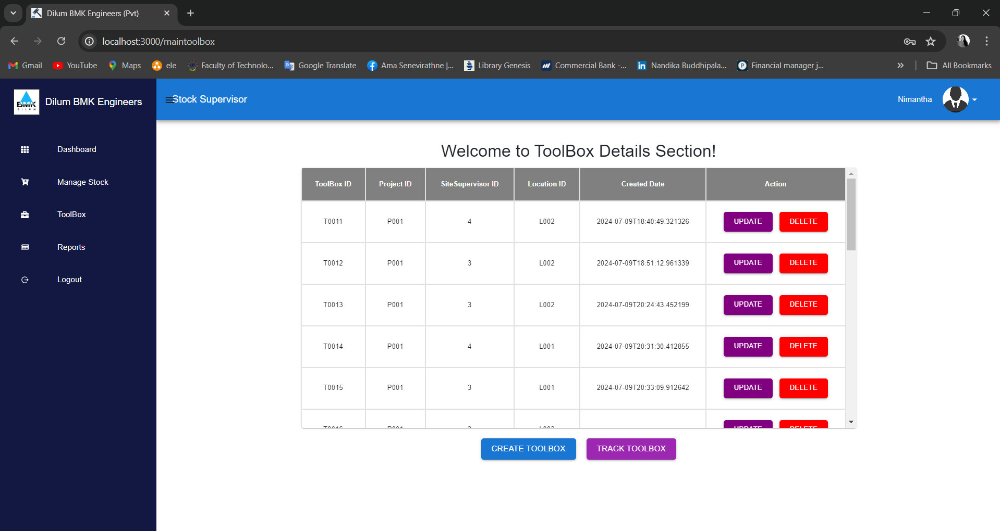 Dilum BMK Engineers (Pvt)
localhost:3000/maintoolbox
Gmail YouTube Maps ele Faculty of Technolo... Google Translate Ama Senevirathne |... Library Genesis Commercial Bank -... Nandika Buddhipala... Financial manager j... All Bookmarks
BMK
DILUM
Dilum BMK Engineers
Stock Supervisor
Nimantha
Dashboard
Manage Stock
ToolBox
Reports
Logout
Welcome to ToolBox Details Section!
ToolBox ID Project ID SiteSupervisor ID Location ID Created Date Action
T0011 P001 4 L002 2024-07-09T18:40:49.321326 UPDATE DELETE
T0012 P001 3 L002 2024-07-09T18:51:12.961339 UPDATE DELETE
T0013 P001 3 L002 2024-07-09T20:24:43.452199 UPDATE DELETE
T0014 P001 4 L001 2024-07-09T20:31:30.412855 UPDATE DELETE
T0015 P001 3 L001 2024-07-09T20:33:09.912642 UPDATE DELETE
T0016 P001 UPDATE DELETE
CREATE TOOLBOX TRACK TOOLBOX